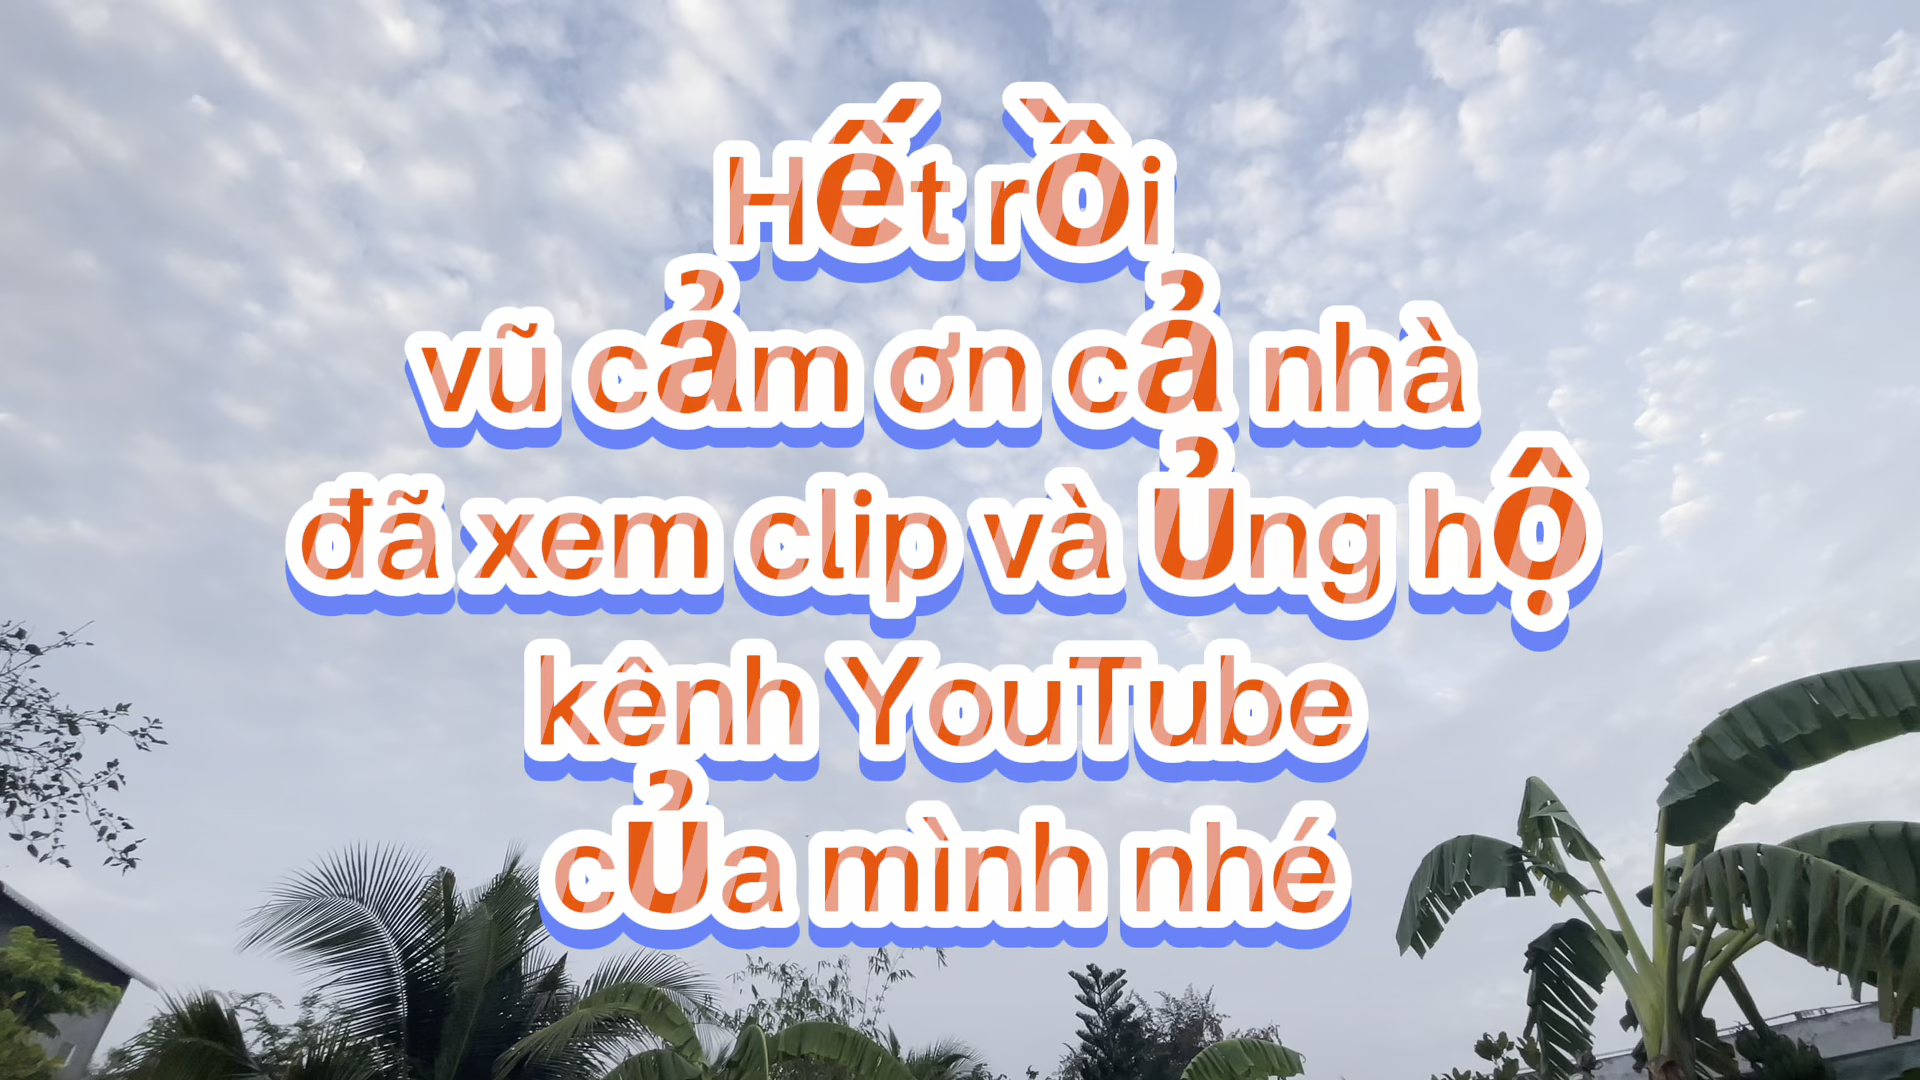 Hết rồi
vũ cảm ơn cả nhà
đã xem clip và ủng hộ
kênh YouTube
của mình nhé